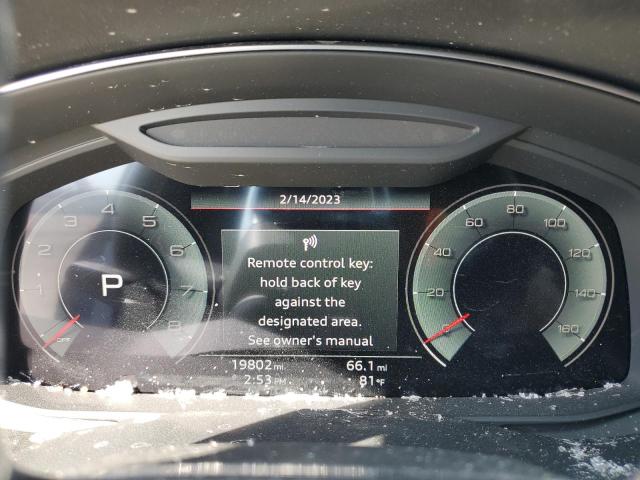 2/14/2023
Remote control key:
hold back of key
against the
designated area.
See owner's manual
19802 mi 66.1 mi
2:53 PM 81°F
P
1 2 3 4 5 6 7 8
OFF
0 20 40 60 80 100 120 140 160